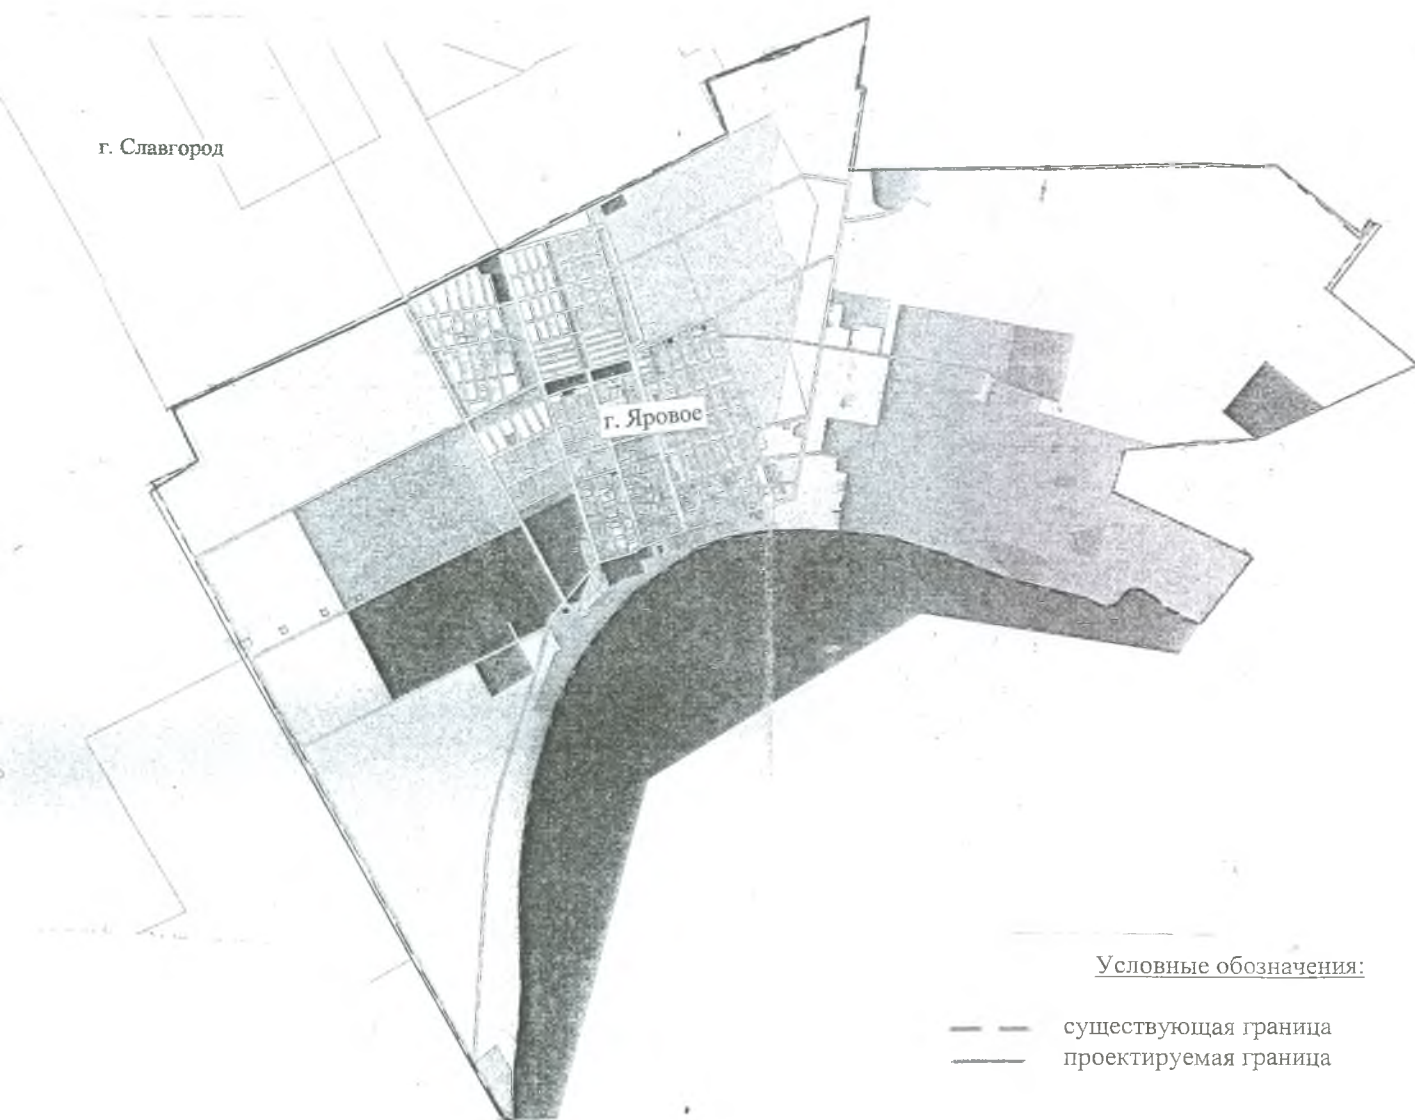 г. Славгород
г. Яровое
Условные обозначения:
существующая граница
проектируемая граница